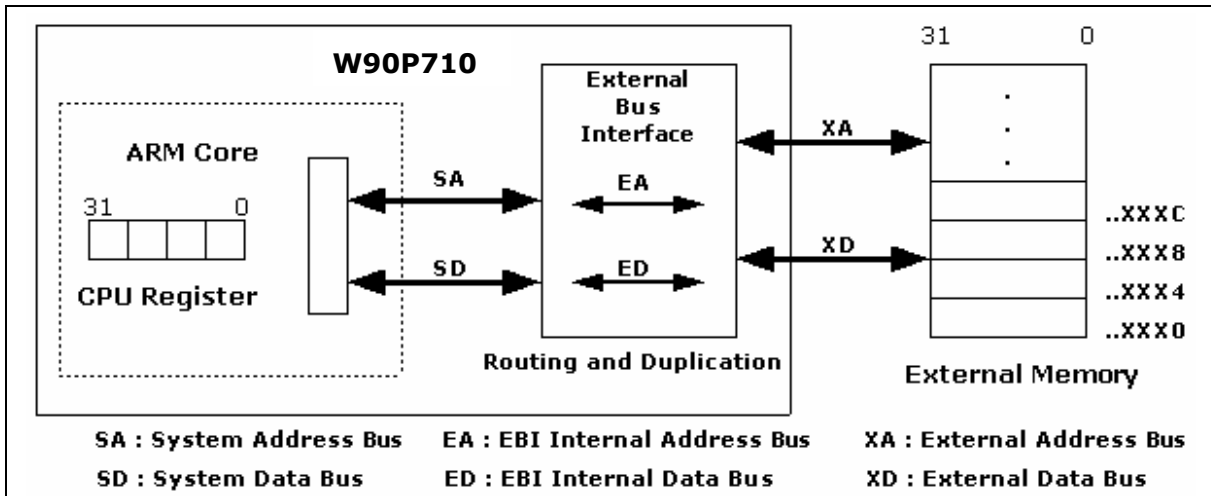 W90P710
ARM Core
31 0
CPU Register
SA
SD
External
Bus
Interface
EA
ED
Routing and Duplication
XA
XD
31 0
..XXXC
..XXX8
..XXX4
..XXX0
External Memory
SA : System Address Bus EA : EBI Internal Address Bus XA : External Address Bus
SD : System Data Bus ED : EBI Internal Data Bus XD : External Data Bus